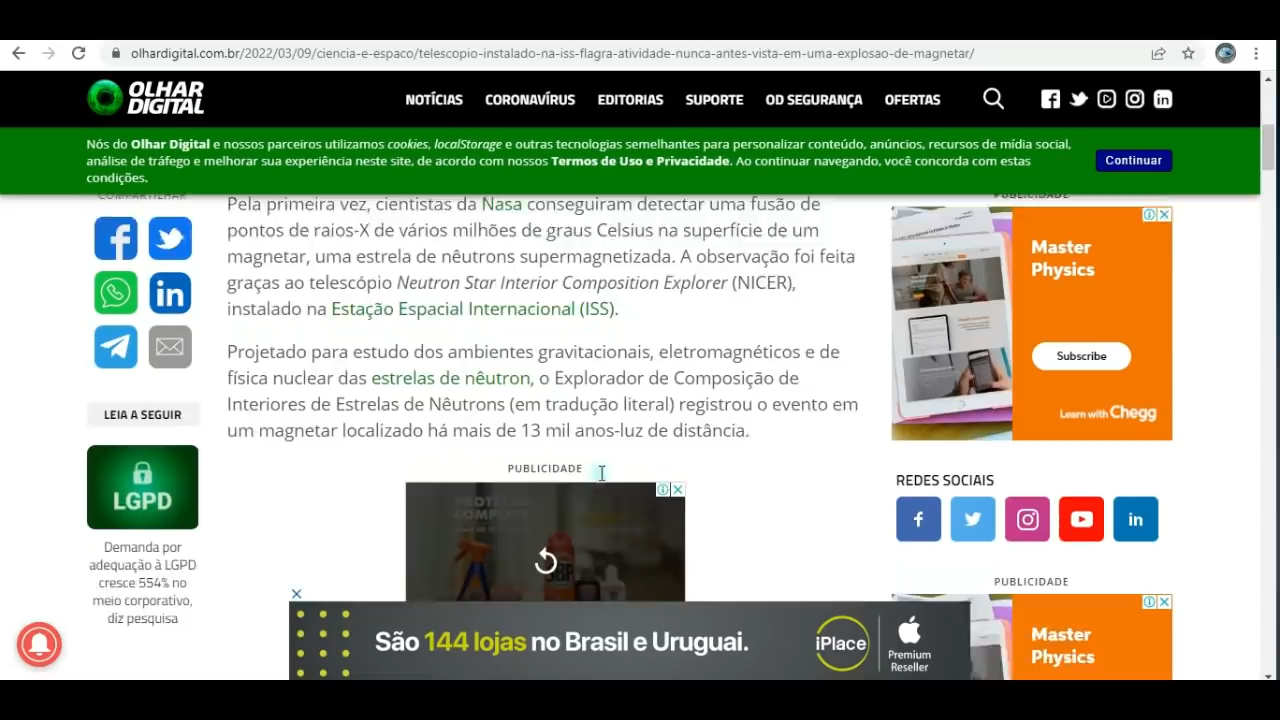 olhardigital.com.br/2022/03/09/ciencia-e-espaco/telescopio-instalado-na-iss-flagra-atividade-nunca-antes-vista-em-uma-explosao-de-magnetar/
OLHAR
DIGITAL
NOTÍCIAS
CORONAVÍRUS
EDITORIAS
SUPORTE
OD SEGURANÇA
OFERTAS
Nós do Olhar Digital e nossos parceiros utilizamos cookies, localStorage e outras tecnologias semelhantes para personalizar conteúdo, anúncios, recursos de mídia social,
análise de tráfego e melhorar sua experiência neste site, de acordo com nossos Termos de Uso e Privacidade. Ao continuar navegando, você concorda com estas
condições.
Continuar
COMPARTILHAR
Pela primeira vez, cientistas da Nasa conseguiram detectar uma fusão de
pontos de raios-X de vários milhões de graus Celsius na superfície de um
magnetar, uma estrela de nêutrons supermagnetizada. A observação foi feita
graças ao telescópio Neutron Star Interior Composition Explorer (NICER),
instalado na Estação Espacial Internacional (ISS).
Projetado para estudo dos ambientes gravitacionais, eletromagnéticos e de
física nuclear das estrelas de nêutron, o Explorador de Composição de
Interiores de Estrelas de Nêutrons (em tradução literal) registrou o evento em
um magnetar localizado há mais de 13 mil anos-luz de distância.
LEIA A SEGUIR
LGPD
Demanda por
adequação à LGPD
cresce 554% no
meio corporativo,
diz pesquisa
PUBLICIDADE
PROTEÇÃO
COMPLETA
SBP
São 144 lojas no Brasil e Uruguai.
iPlace
Premium
Reseller
PUBLICIDADE
Master
Physics
Subscribe
Learn with Chegg
REDES SOCIAIS
PUBLICIDADE
Master
Physics